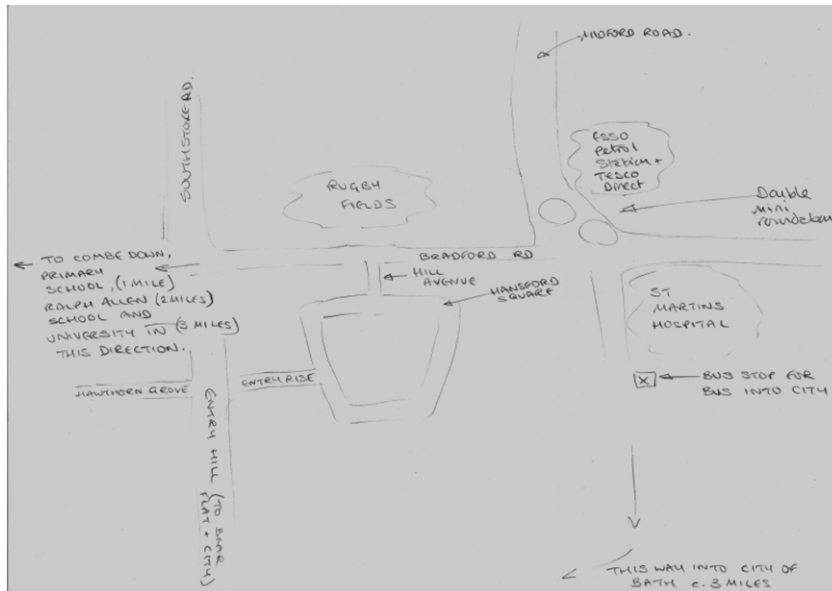 MIDFORD ROAD.
SOUTHSTOKE RD.
ESSO
Petrol
Station +
TESCO
Direct
RUGBY
FIELDS
Double
Mini
roundabou
BRADFORD RD
TO COMBE DOWN,
PRIMARY
SCHOOL, (1 MILE)
RALPH ALLEN (2 MILES)
SCHOOL AND
UNIVERSITY IN (3 MILES)
THIS DIRECTION.
HILL
AVENUE
HANSFORD
SQUARE
ST
MARTINS
HOSPITAL
HAWTHORN GROVE
ENTRY RISE
X
BUS STOP FOR
BUS INTO CITY
ENTRY HILL (TO BEAR
FLAT + CITY)
THIS WAY INTO CITY OF
BATH C. 3 MILES